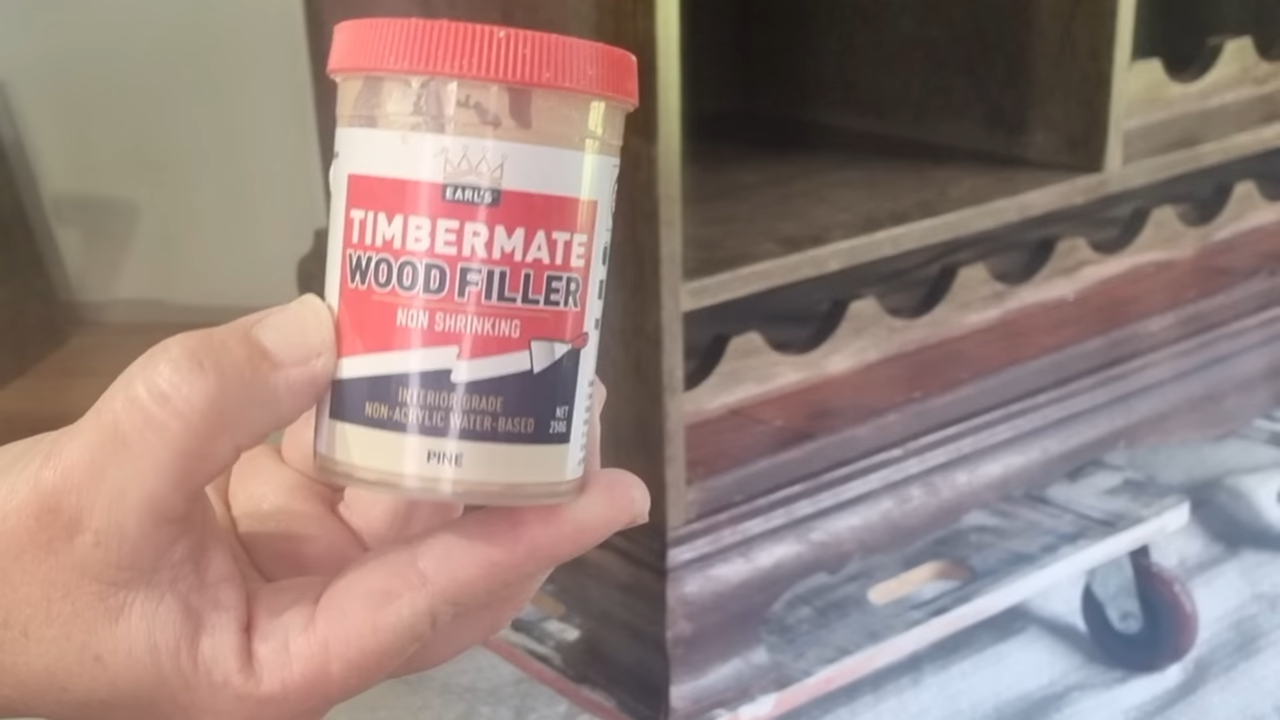 EARL'S
TIMBERMATE
WOOD FILLER
NON SHRINKING
INTERIOR GRADE
NON-ACRYLIC WATER-BASED
NET
250G
PINE